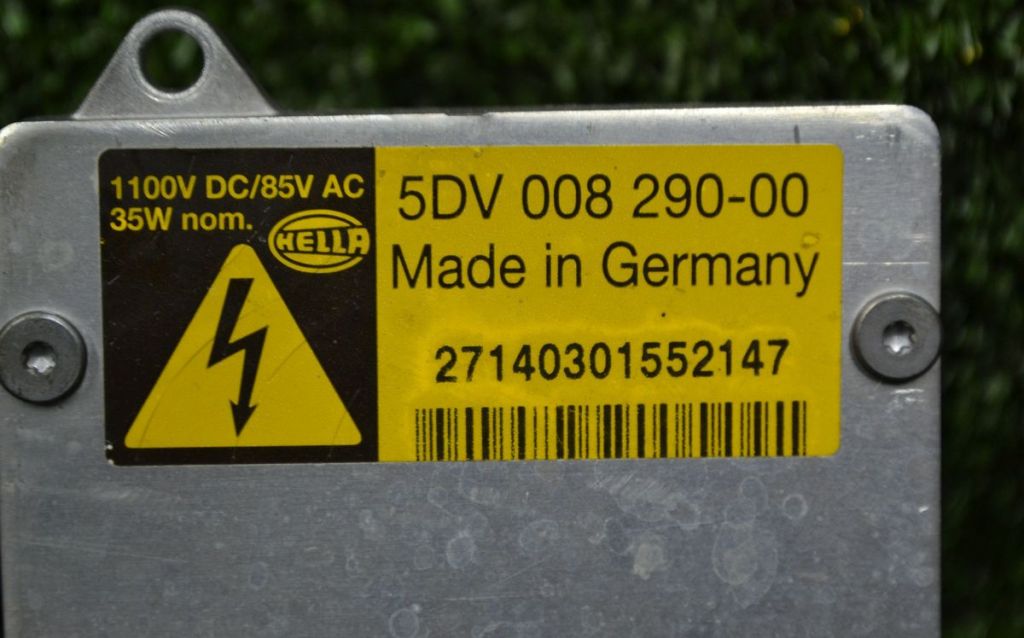 1100V DC/85V AC
35W nom.
HELLA
5DV 008 290-00
Made in Germany
27140301552147